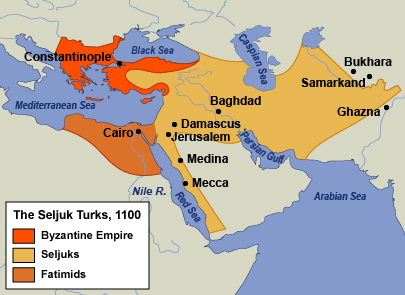 Black Sea
Constantinople
Caspian Sea
Bukhara
Samarkand
Mediterranean Sea
Baghdad
Ghazna
Damascus
Cairo
Jerusalem
Persian Gulf
Medina
Nile R.
Mecca
Red Sea
Arabian Sea
The Seljuk Turks, 1100
Byzantine Empire
Seljuks
Fatimids